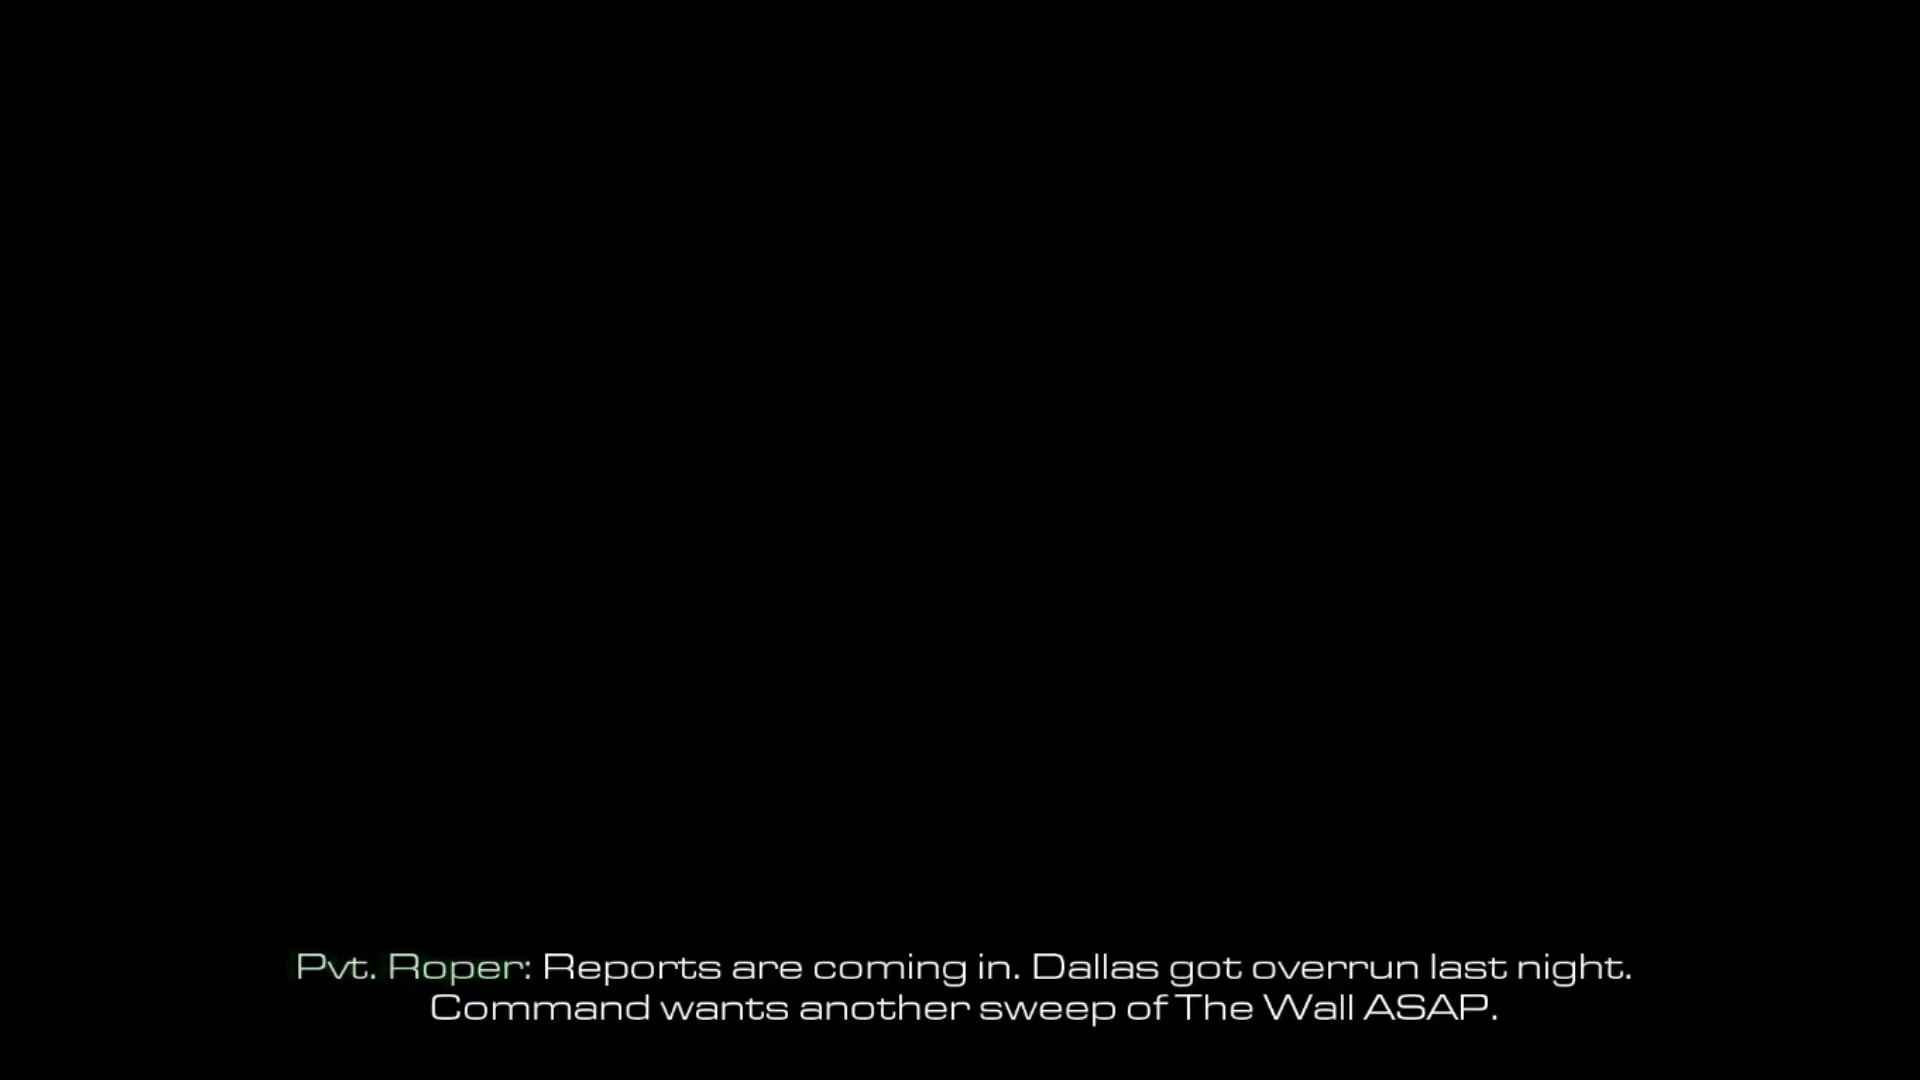 Pvt. Roper: Reports are coming in. Dallas got overrun last night.
Command wants another sweep of The Wall ASAP.